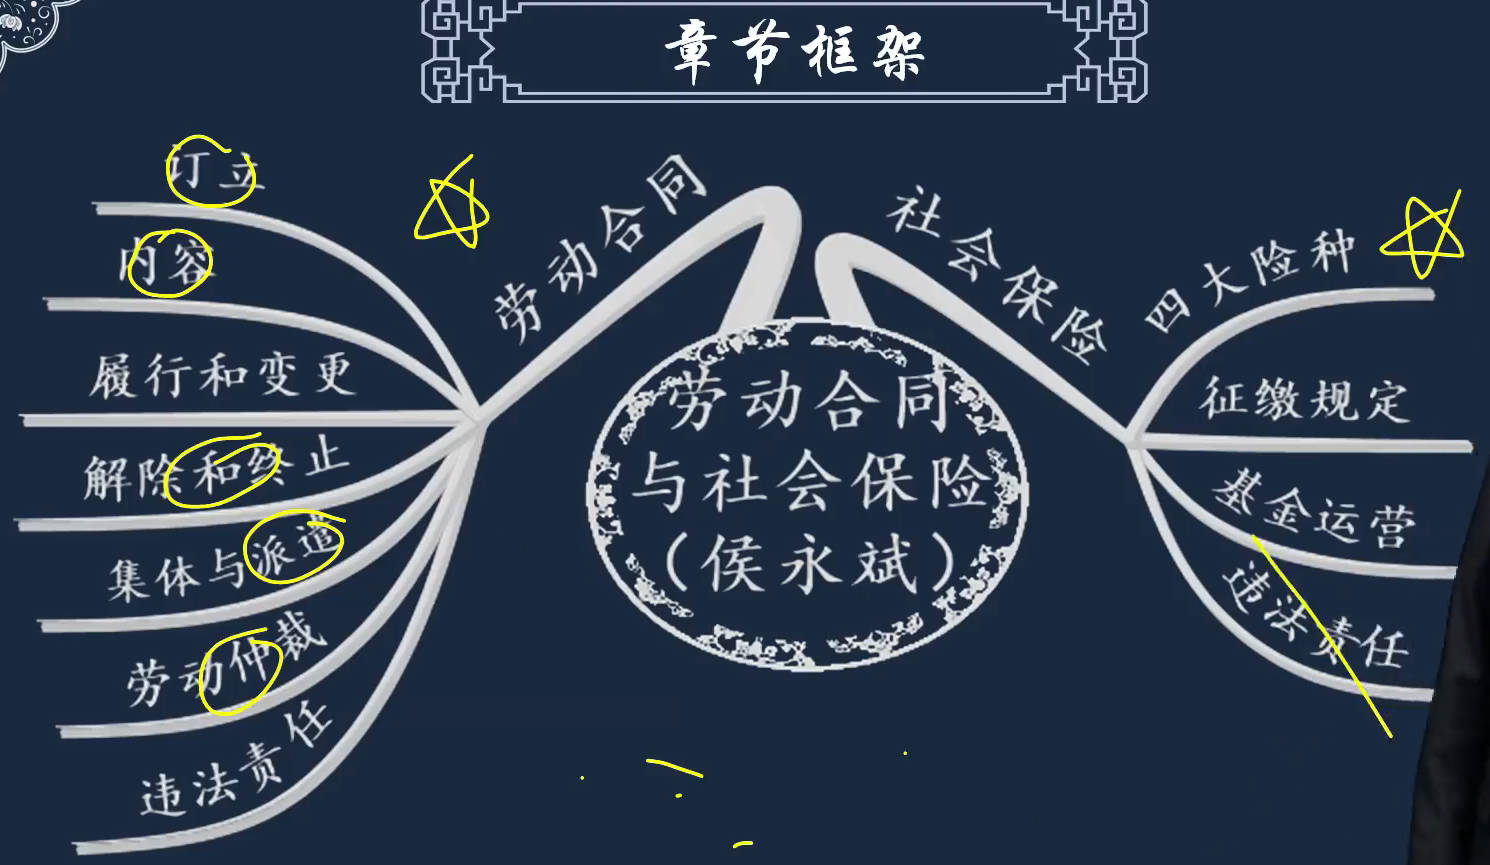 章节框架
劳动合同
与社会保险
（侯永斌）
劳动合同
订立
内容
履行和变更
解除和终止
集体与派遣
劳动仲裁
违法责任
社会保险
四大险种
征缴规定
基金运营
违法责任